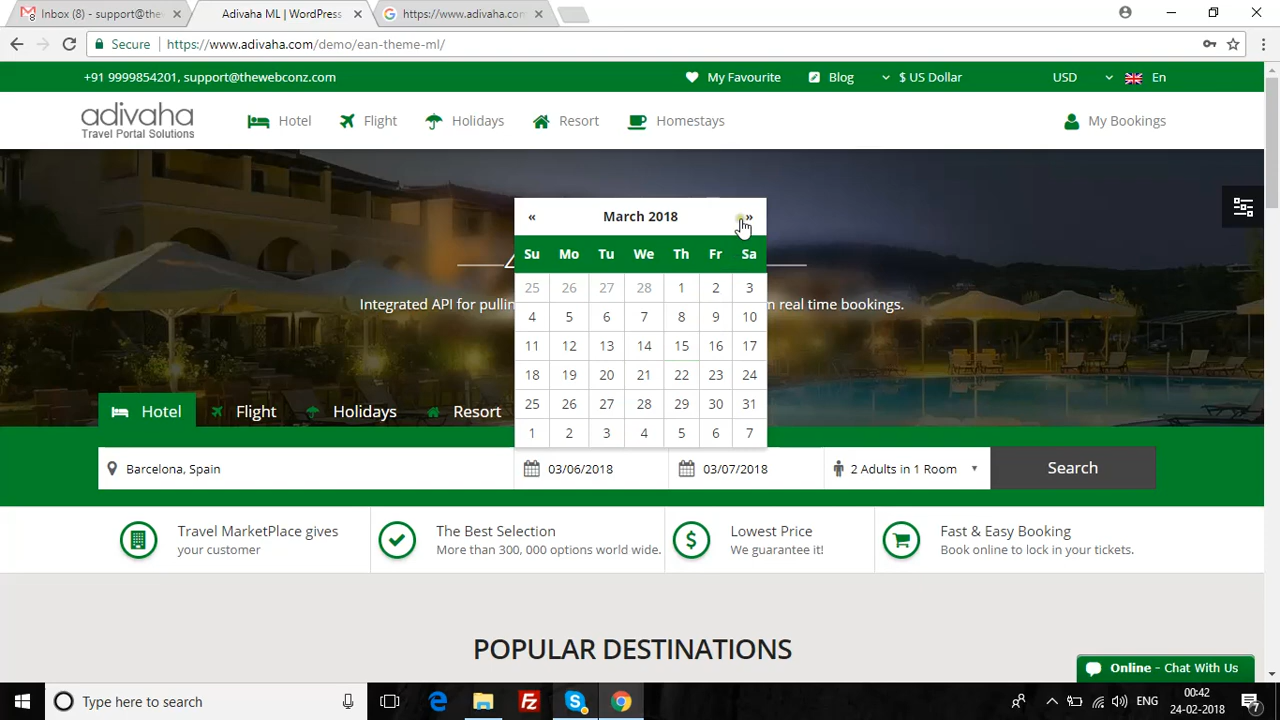 Inbox (8) - support@the
Adivaha ML | WordPress
https://www.adivaha.con
Secure
https://www.adivaha.com/demo/ean-theme-ml/
+91 9999854201, support@thewebconz.com
My Favourite
Blog
$ US Dollar
USD
En
adivaha
Travel Portal Solutions
Hotel
Flight
Holidays
Resort
Homestays
My Bookings
« March 2018 »
Su Mo Tu We Th Fr Sa
25 26 27 28 1 2 3
4 5 6 7 8 9 10
11 12 13 14 15 16 17
18 19 20 21 22 23 24
25 26 27 28 29 30 31
1 2 3 4 5 6 7
Integrated API for pullin
real time bookings.
Hotel
Flight
Holidays
Resort
Barcelona, Spain
03/06/2018
03/07/2018
2 Adults in 1 Room
Search
Travel MarketPlace gives
your customer
The Best Selection
More than 300, 000 options world wide.
Lowest Price
We guarantee it!
Fast & Easy Booking
Book online to lock in your tickets.
POPULAR DESTINATIONS
Online - Chat With Us
Type here to search
ENG
00:42
24-02-2018
7